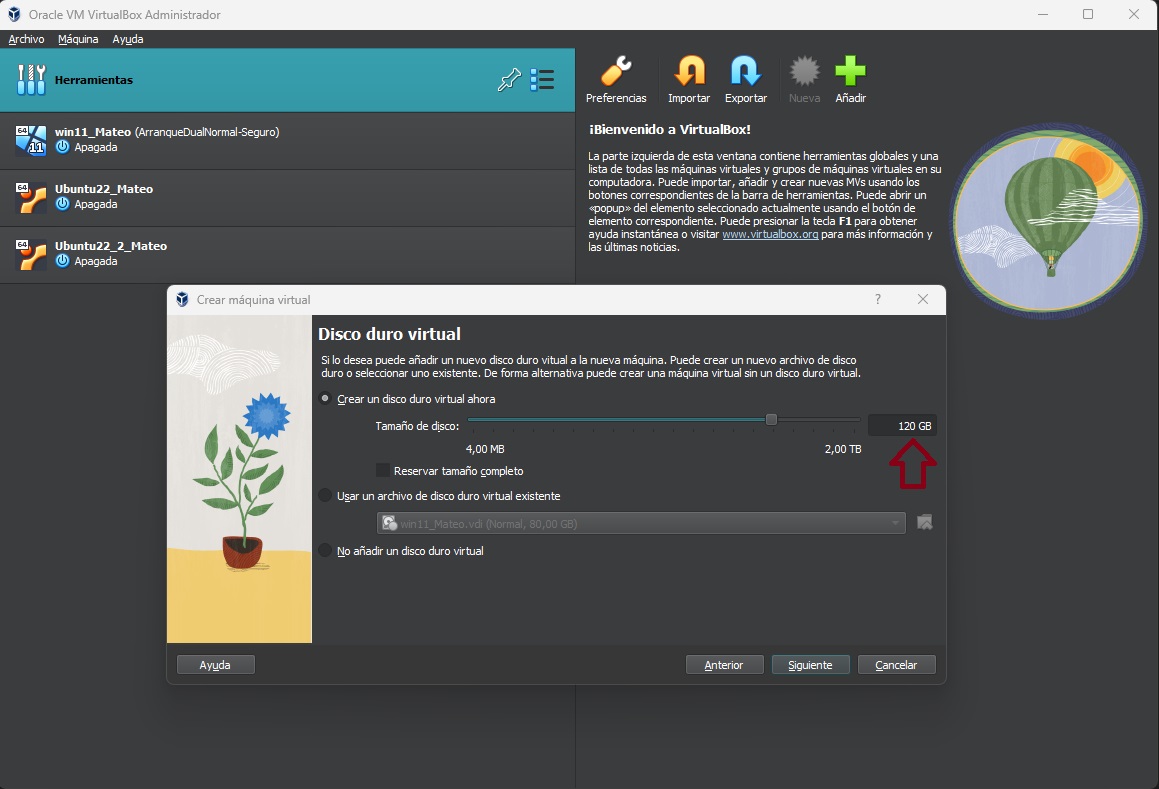 Oracle VM VirtualBox Administrador
Archivo Máquina Ayuda
Herramientas
64
11
win11_Mateo (ArranqueDualNormal-Seguro)
Apagada
64
Ubuntu22_Mateo
Apagada
64
Ubuntu22_2_Mateo
Apagada
Preferencias Importar Exportar Nueva Añadir
¡Bienvenido a VirtualBox!
La parte izquierda de esta ventana contiene herramientas globales y una
lista de todas las máquinas virtuales y grupos de máquinas virtuales en su
computadora. Puede importar, añadir y crear nuevas MVs usando los
botones correspondientes de la barra de herramientas. Puede abrir un
«popup» del elemento seleccionado actualmente usando el botón de
elemento correspondiente. Puede presionar la tecla F1 para obtener
ayuda instantánea o visitar www.virtualbox.org para más información y
las últimas noticias.
Crear máquina virtual
?
Disco duro virtual
Si lo desea puede añadir un nuevo disco duro vitual a la nueva máquina. Puede crear un nuevo archivo de disco
duro o seleccionar uno existente. De forma alternativa puede crear una máquina virtual sin un disco duro virtual.
Crear un disco duro virtual ahora
Tamaño de disco: 120 GB
4,00 MB 2,00 TB
Reservar tamaño completo
Usar un archivo de disco duro virtual existente
win11_Mateo.vdi (Normal, 80,00 GB)
No añadir un disco duro virtual
Ayuda Anterior Siguiente Cancelar